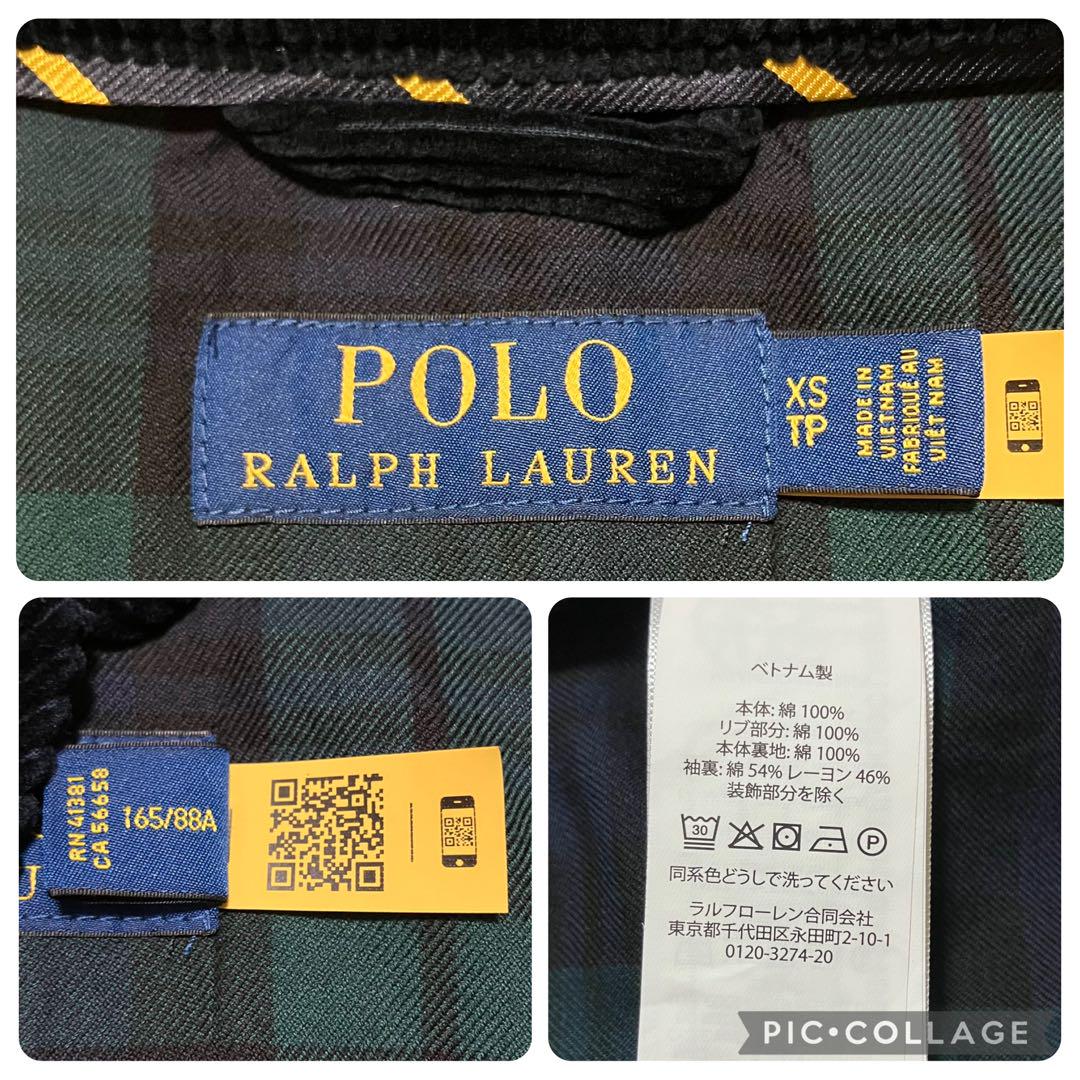 POLO
RALPH LAUREN
XS
TP
MADE IN
VIETNAM
FABRIQUÉ AU
VIÊT NAM
RN 41381
CA 56658
165/88A
U
ベトナム製
本体: 綿 100%
リブ部分: 綿 100%
本体裏地: 綿 100%
袖裏: 綿 54% レーヨン 46%
装飾部分を除く
30 P
同系色どうしで洗ってください
ラルフローレン合同会社
東京都千代田区永田町2-10-1
0120-3274-20
PIC•COLLAGE